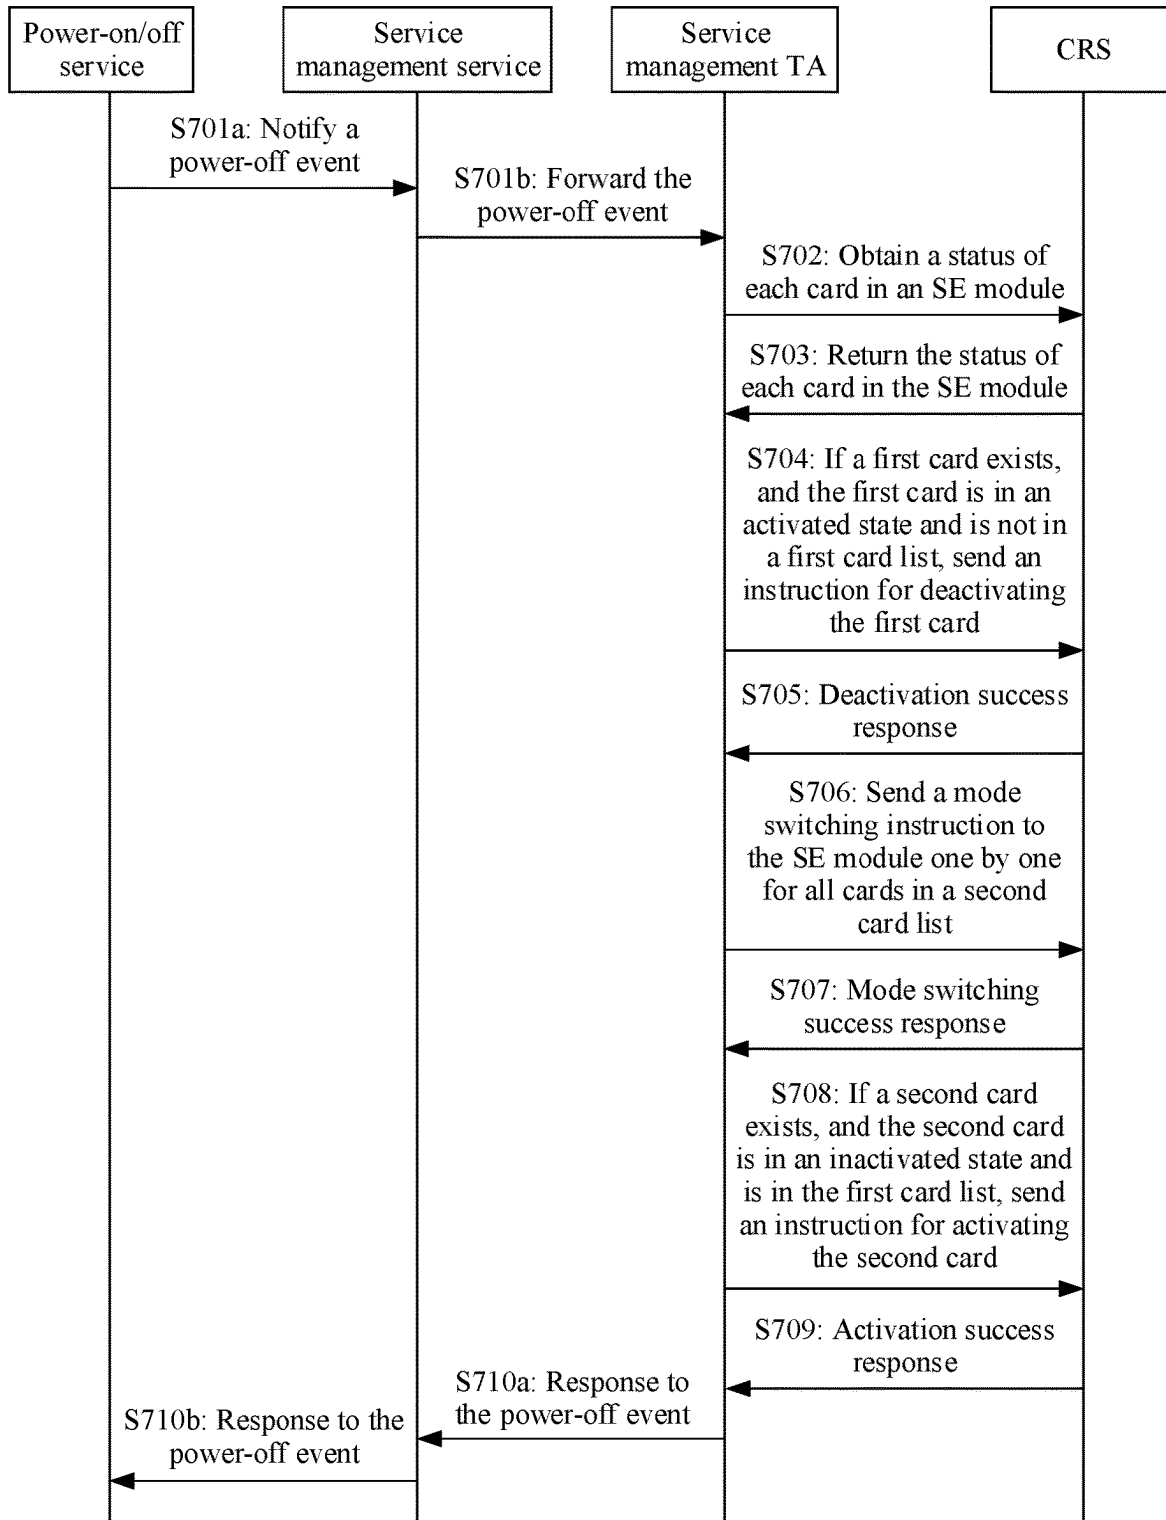 Power-on/off
service
Service
management service
Service
management TA
CRS
S701a: Notify a
power-off event
S701b: Forward the
power-off event
S702: Obtain a status of
each card in an SE module
S703: Return the status of
each card in the SE module
S704: If a first card exists,
and the first card is in an
activated state and is not in
a first card list, send an
instruction for deactivating
the first card
S705: Deactivation success
response
S706: Send a mode
switching instruction to
the SE module one by one
for all cards in a second
card list
S707: Mode switching
success response
S708: If a second card
exists, and the second card
is in an inactivated state and
is in the first card list, send
an instruction for activating
the second card
S709: Activation success
response
S710a: Response to
the power-off event
S710b: Response to the
power-off event